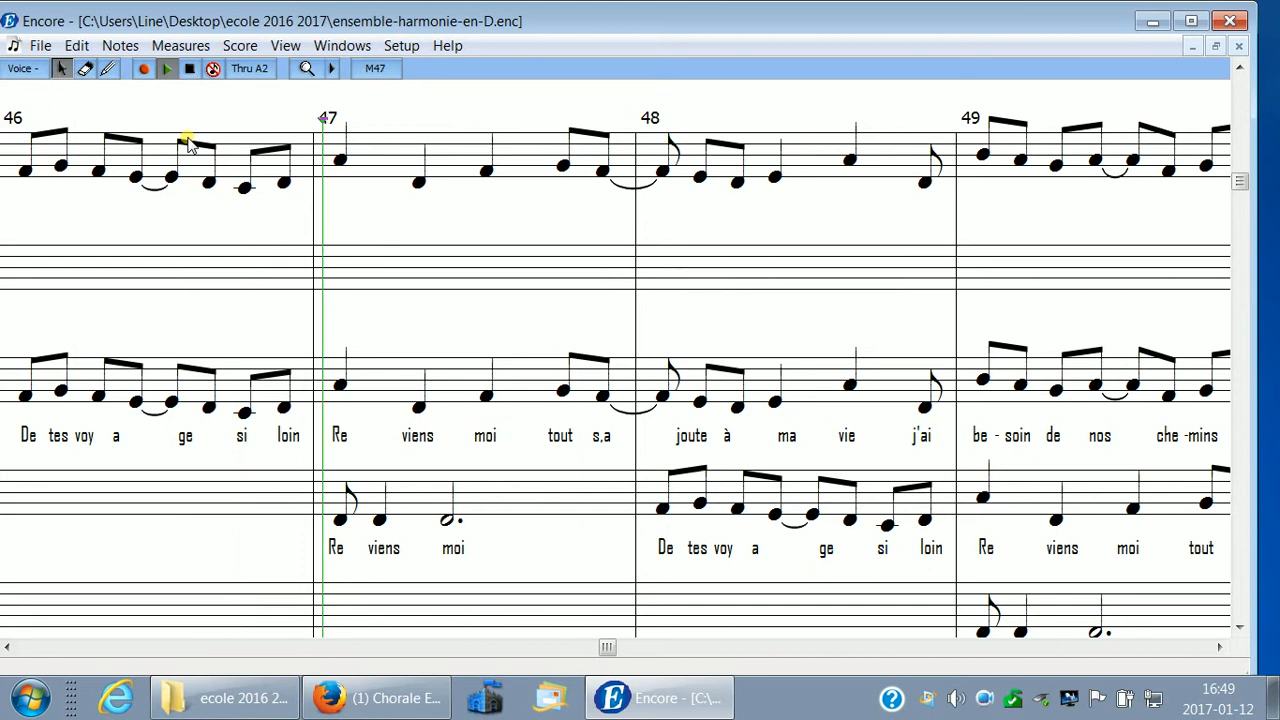 Encore - [C:\Users\Line\Desktop\ecole 2016 2017\ensemble-harmonie-en-D.enc]
File Edit Notes Measures Score View Windows Setup Help
Voice - Thru A2 M47
46 47 48 49
De tes voy a ge si loin Re viens moi tout s,a joute à ma vie j'ai be - soin de nos che -mins
Re viens moi De tes voy a ge si loin Re viens moi tout
ecole 2016 2... (1) Chorale E... Encore - [C:\... 16:49
2017-01-12